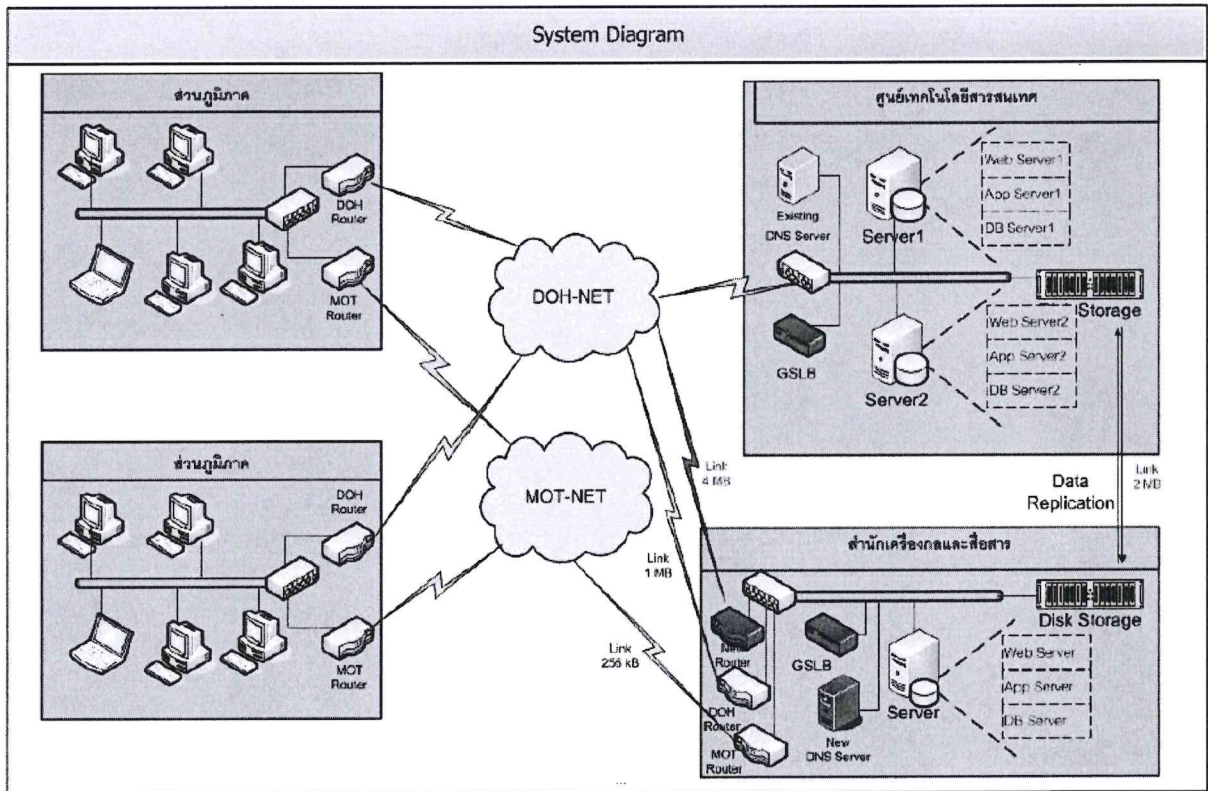 System Diagram
ส่วนภูมิภาค
DOH
Router
MOT
Router
ส่วนภูมิภาค
DOH
Router
MOT
Router
DOH-NET
MOT-NET
Link
4 MB
Link
1 MB
Link
256 kB
ศูนย์เทคโนโลยีสารสนเทศ
Existing
DNS Server
Server1
Web Server1
App Server1
DB Server1
GSLB
Server2
Web Server2
App Server2
DB Server2
Storage
Data
Replication
Link
2 MB
สำนักเครื่องกลและสื่อสาร
New
Router
DOH
Router
MOT
Router
GSLB
New
DNS Server
Server
Web Server
App Server
DB Server
Disk Storage
...